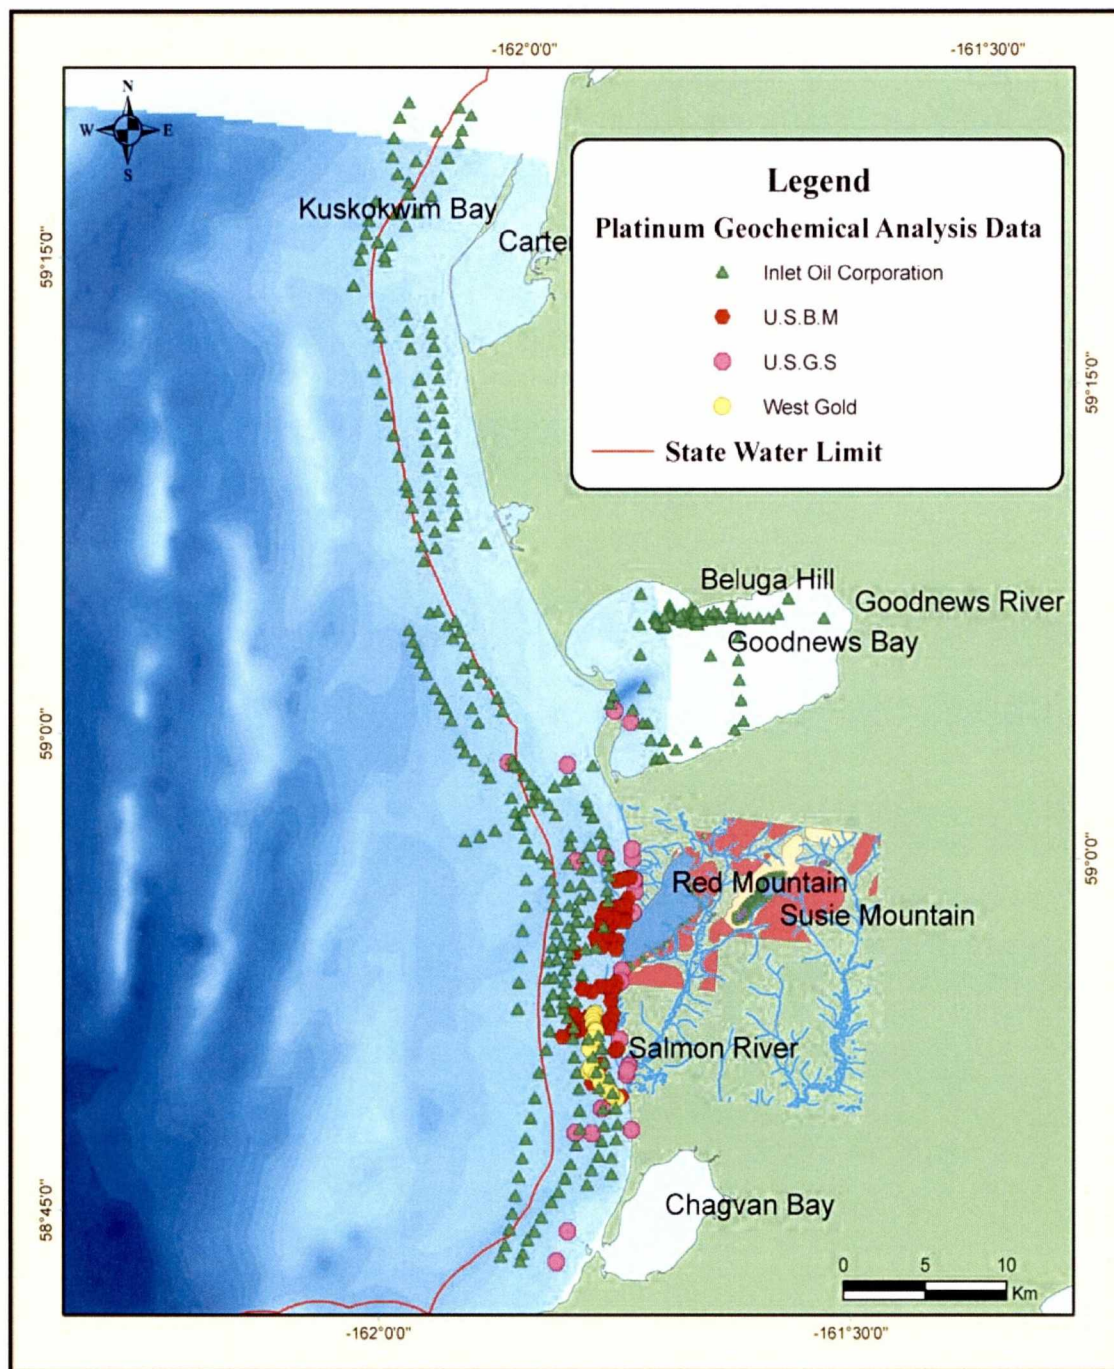 -162°0'0"
-161°30'0"
N
W
E
S
Legend
Platinum Geochemical Analysis Data
Inlet Oil Corporation
U.S.B.M
U.S.G.S
West Gold
State Water Limit
Kuskokwim Bay
Carter
59°15'0"
59°15'0"
Beluga Hill
Goodnews River
Goodnews Bay
59°0'0"
59°0'0"
Red Mountain
Susie Mountain
Salmon River
58°45'0"
Chagvan Bay
0 5 10
Km
-162°0'0"
-161°30'0"